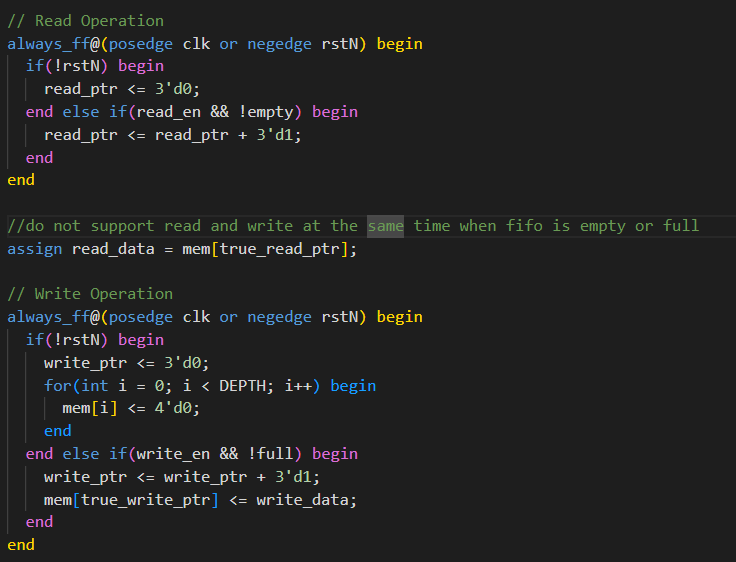 // Read Operation
always_ff@(posedge clk or negedge rstN) begin
  if(!rstN) begin
    read_ptr <= 3'd0;
  end else if(read_en && !empty) begin
    read_ptr <= read_ptr + 3'd1;
  end
end
//do not support read and write at the same time when fifo is empty or full
assign read_data = mem[true_read_ptr];
// Write Operation
always_ff@(posedge clk or negedge rstN) begin
  if(!rstN) begin
    write_ptr <= 3'd0;
    for(int i = 0; i < DEPTH; i++) begin
      mem[i] <= 4'd0;
    end
  end else if(write_en && !full) begin
    write_ptr <= write_ptr + 3'd1;
    mem[true_write_ptr] <= write_data;
  end
end